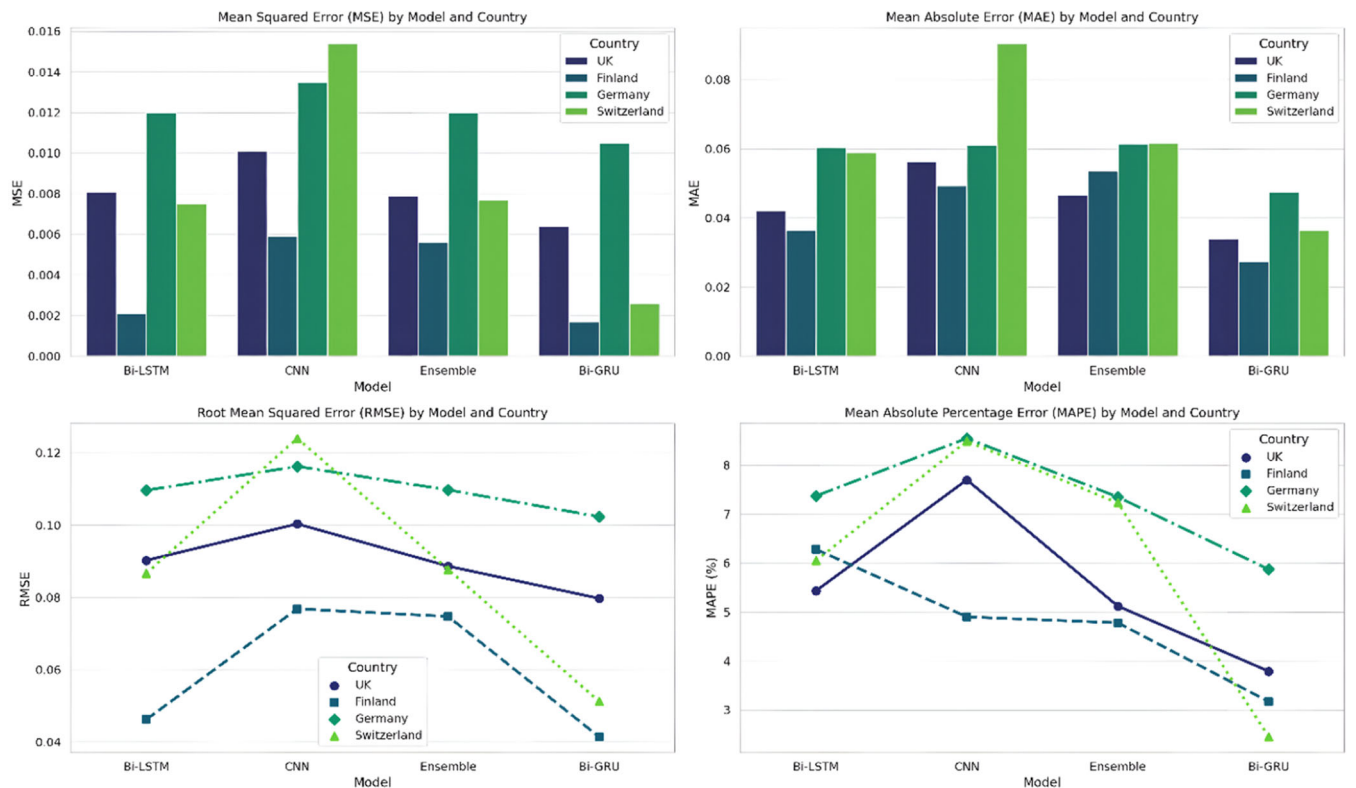 Mean Squared Error (MSE) by Model and Country
MSE
0.016
0.014
0.012
0.010
0.008
0.006
0.004
0.002
0.000
Country
UK
Finland
Germany
Switzerland
Bi-LSTM
CNN
Ensemble
Bi-GRU
Model
Mean Absolute Error (MAE) by Model and Country
MAE
0.08
0.06
0.04
0.02
0.00
Country
UK
Finland
Germany
Switzerland
Bi-LSTM
CNN
Ensemble
Bi-GRU
Model
Root Mean Squared Error (RMSE) by Model and Country
RMSE
0.12
0.10
0.08
0.06
0.04
Country
UK
Finland
Germany
Switzerland
Bi-LSTM
CNN
Ensemble
Bi-GRU
Model
Mean Absolute Percentage Error (MAPE) by Model and Country
MAPE (%)
8
7
6
5
4
3
Country
UK
Finland
Germany
Switzerland
Bi-LSTM
CNN
Ensemble
Bi-GRU
Model